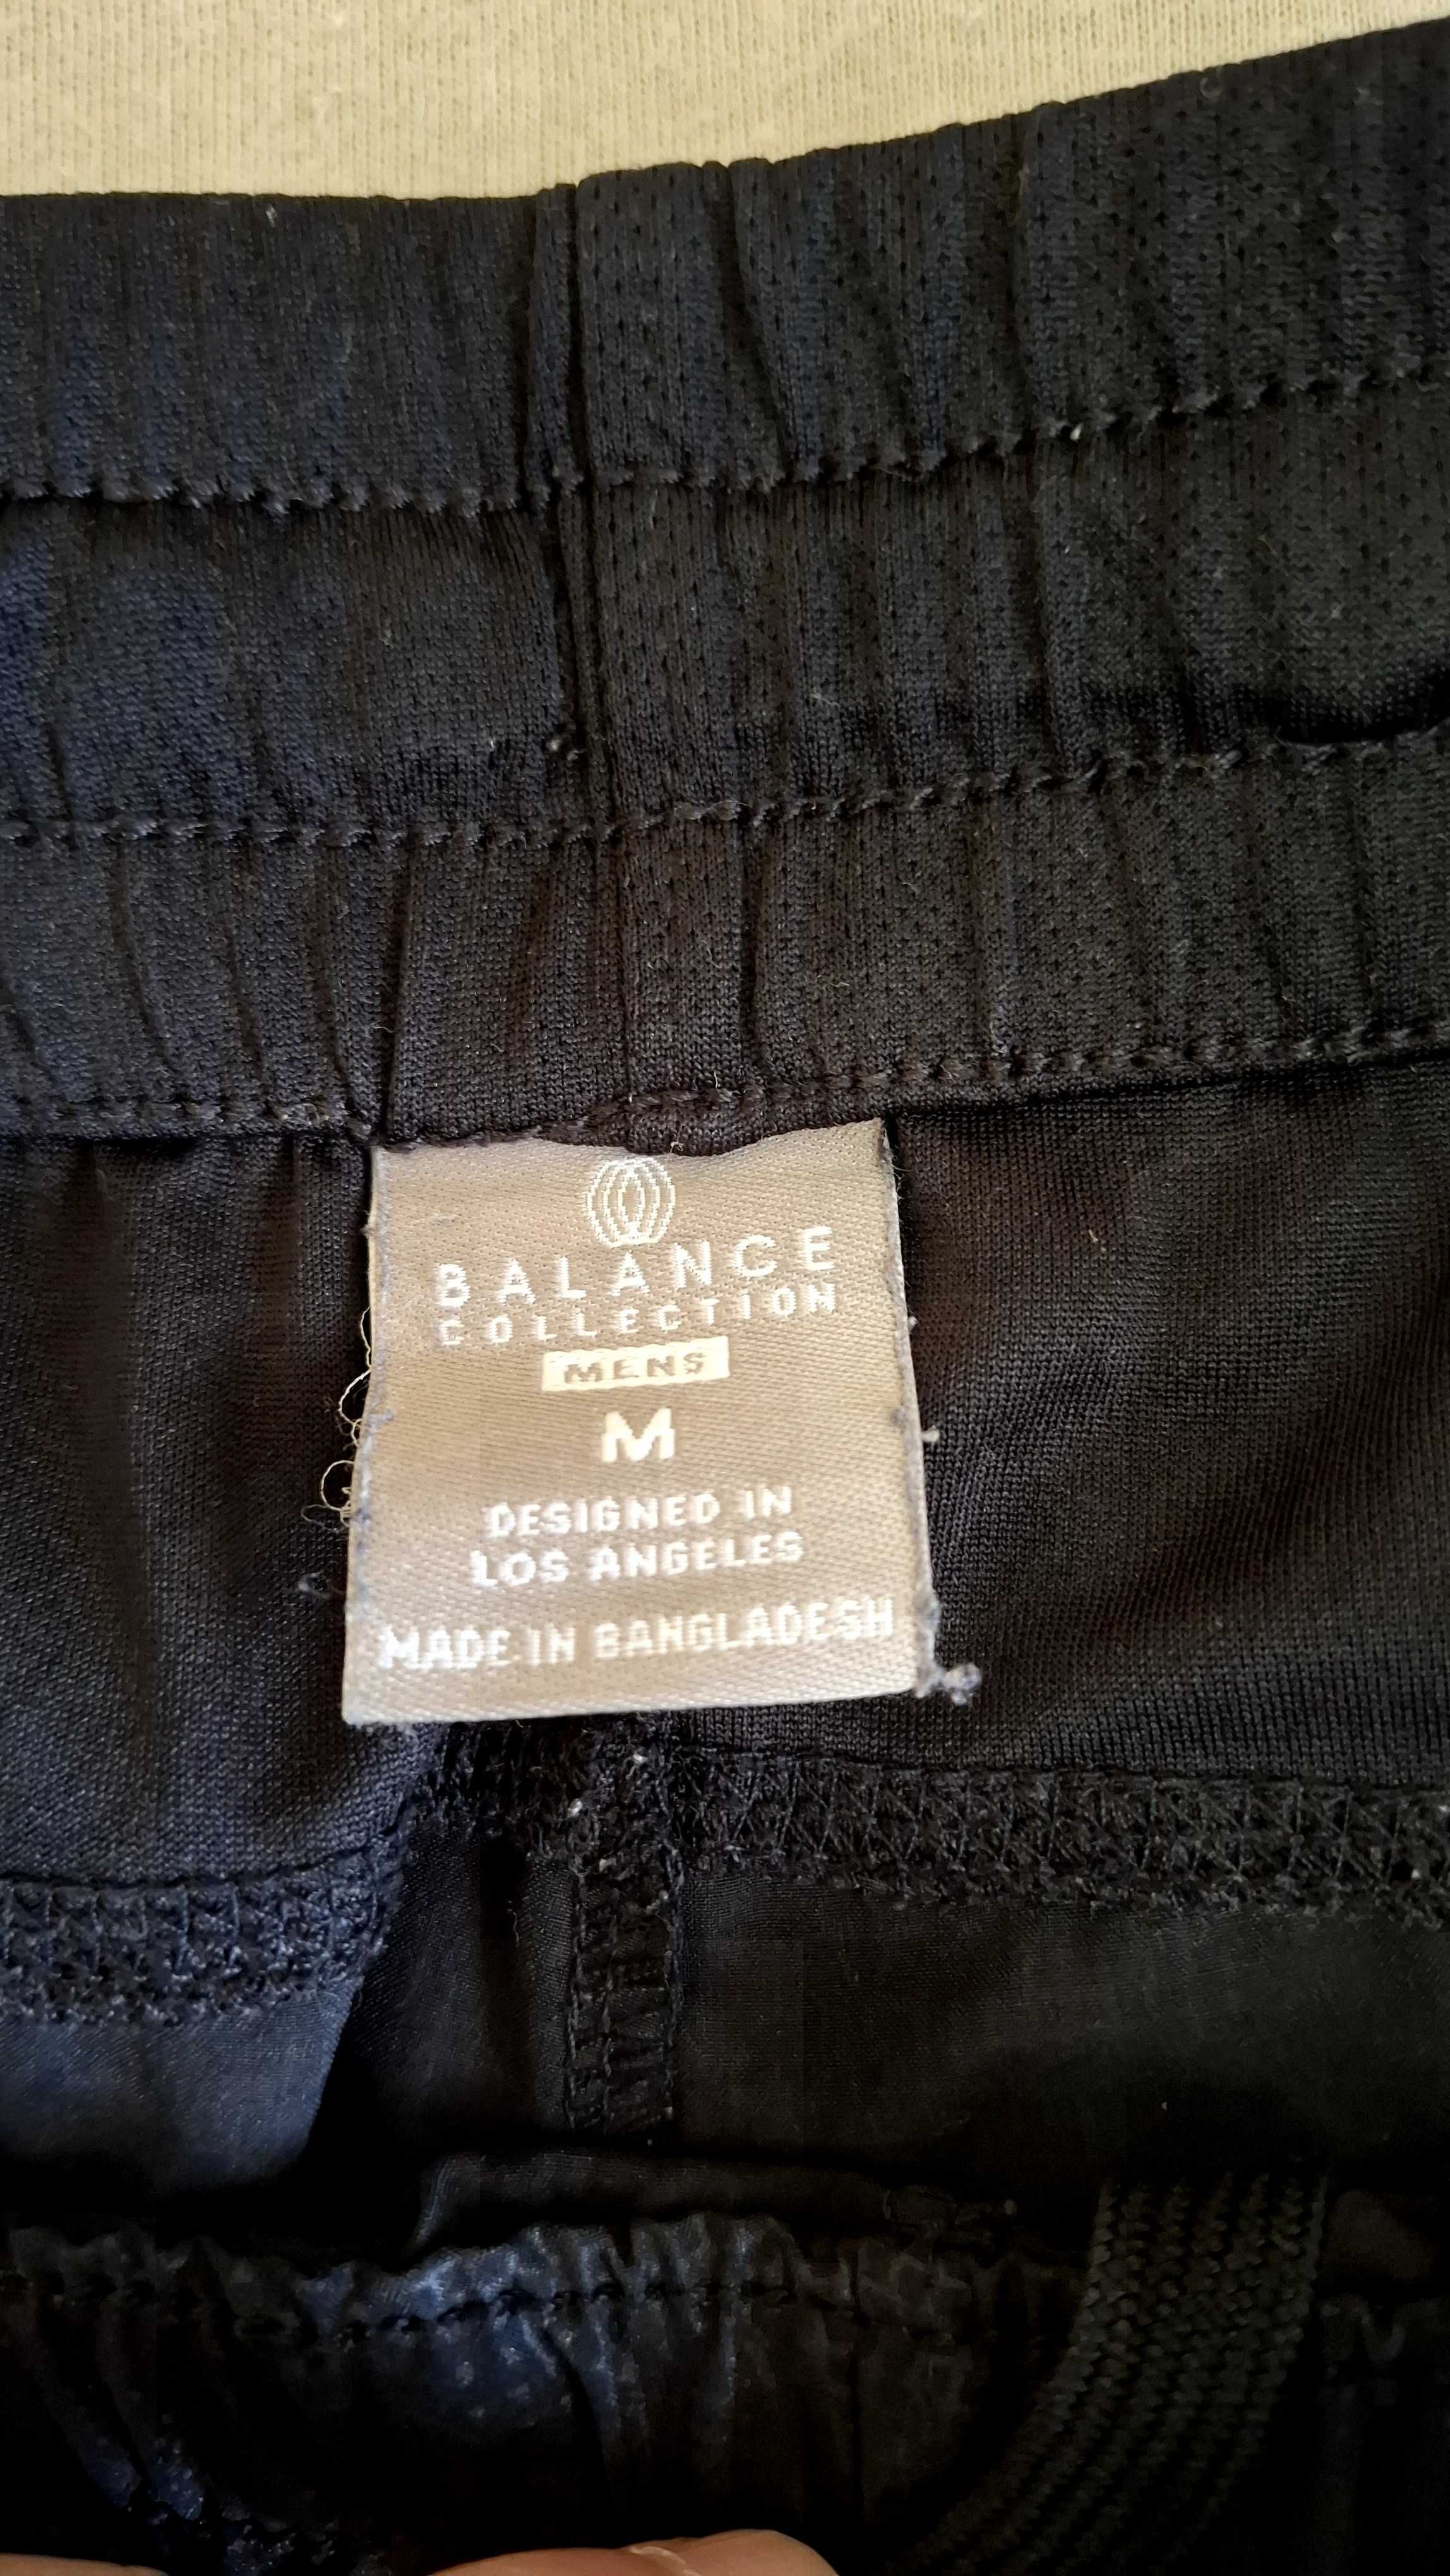 BALANCE
COLLECTION
MENS
M
DESIGNED IN
LOS ANGELES
MADE IN BANGLADESH